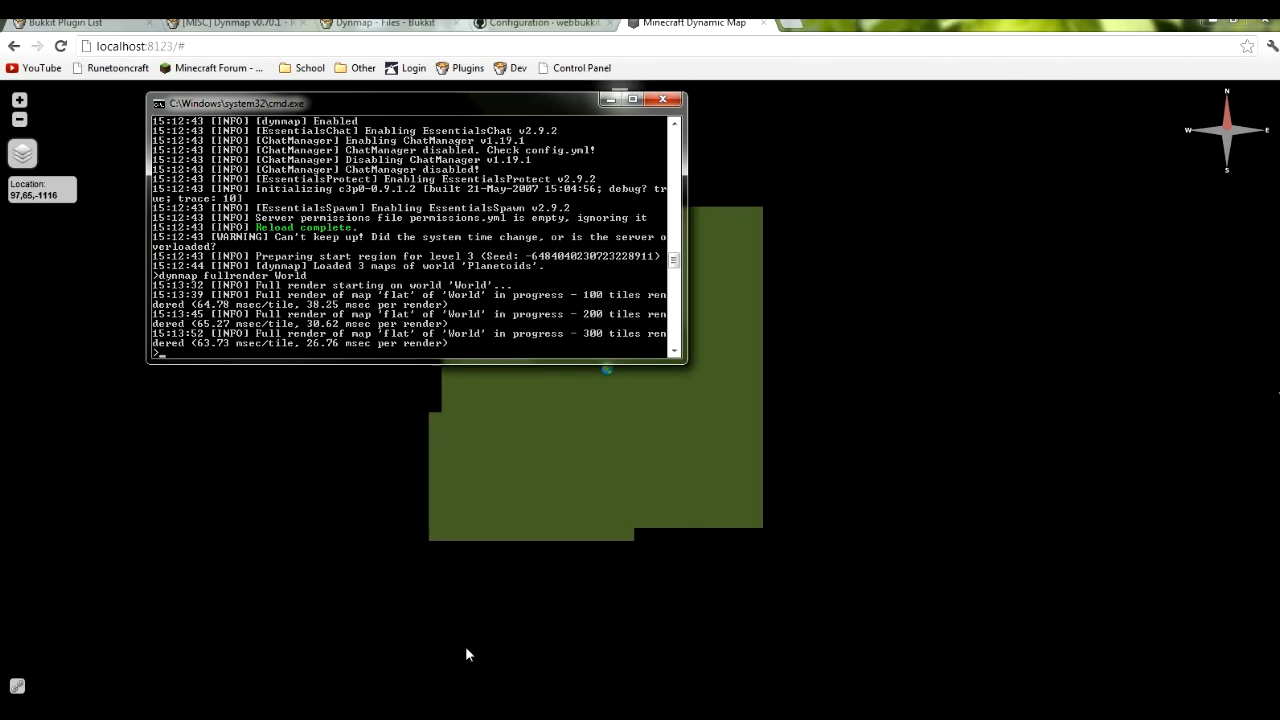 Bukkit Plugin List
[MISC] Dynmap v0.70.1 - R
Dynmap - Files - Bukkit
Configuration - webbukkit
Minecraft Dynamic Map
localhost:8123/#
YouTube
Runetooncraft
Minecraft Forum - ...
School
Other
Login
Plugins
Dev
Control Panel
+
-
Location:
97,65,-1116
N
W
E
S
C:\Windows\system32\cmd.exe
15:12:43 [INFO] [dynmap] Enabled
15:12:43 [INFO] [EssentialsChat] Enabling EssentialsChat v2.9.2
15:12:43 [INFO] [ChatManager] Enabling ChatManager v1.19.1
15:12:43 [INFO] [ChatManager] ChatManager disabled. Check config.yml!
15:12:43 [INFO] [ChatManager] Disabling ChatManager v1.19.1
15:12:43 [INFO] [ChatManager] ChatManager disabled!
15:12:43 [INFO] [EssentialsProtect] Enabling EssentialsProtect v2.9.2
15:12:43 [INFO] Initializing c3p0-0.9.1.2 [built 21-May-2007 15:04:56; debug? tr
ue; trace: 10]
15:12:43 [INFO] [EssentialsSpawn] Enabling EssentialsSpawn v2.9.2
15:12:43 [INFO] Server permissions file permissions.yml is empty, ignoring it
15:12:43 [INFO] Reload complete.
15:12:43 [WARNING] Can't keep up! Did the system time change, or is the server o
verloaded?
15:12:43 [INFO] Preparing start region for level 3 (Seed: -6484040230723228911)
15:12:44 [INFO] [dynmap] Loaded 3 maps of world 'Planetoids'.
>dynmap fullrender World
15:13:32 [INFO] Full render starting on world 'World'...
15:13:39 [INFO] Full render of map 'flat' of 'World' in progress - 100 tiles ren
dered (64.78 msec/tile, 38.25 msec per render)
15:13:45 [INFO] Full render of map 'flat' of 'World' in progress - 200 tiles ren
dered (65.27 msec/tile, 30.62 msec per render)
15:13:52 [INFO] Full render of map 'flat' of 'World' in progress - 300 tiles ren
dered (63.73 msec/tile, 26.76 msec per render)
>_